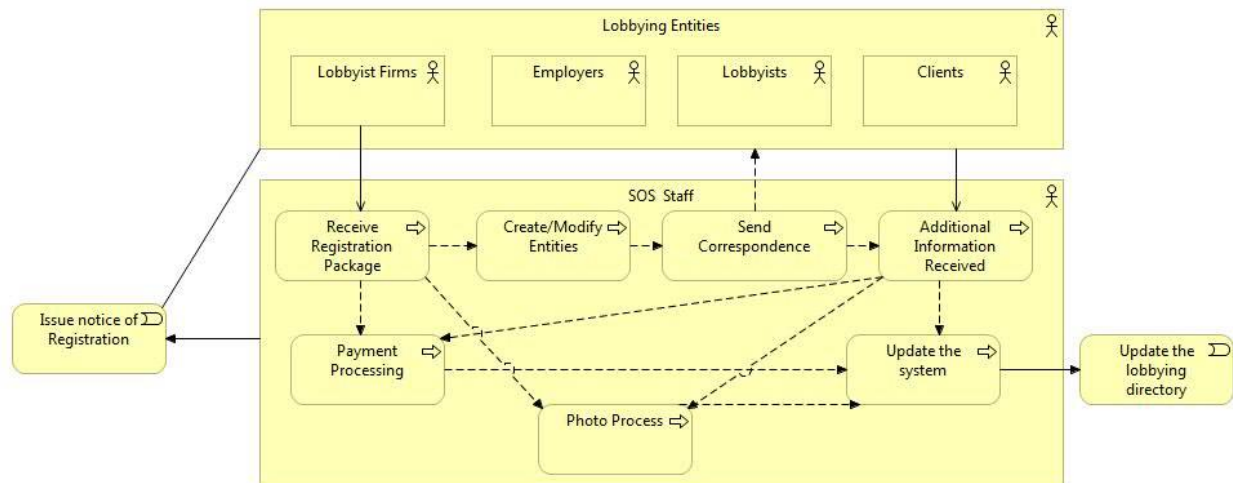 Lobbying Entities
Lobbyist Firms
Employers
Lobbyists
Clients
SOS Staff
Receive
Registration
Package
Create/Modify
Entities
Send
Correspondence
Additional
Information
Received
Issue notice of
Registration
Payment
Processing
Update the
system
Update the
lobbying
directory
Photo Process